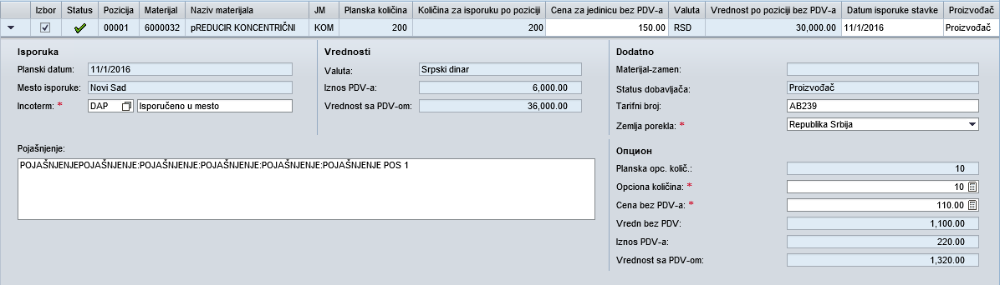 Izbor Status Pozicija Materijal Naziv materijala JM Planska količina Količina za isporuku po poziciji Cena za jedinicu bez PDV-a Valuta Vrednost po poziciji bez PDV-a Datum isporuke stavke Proizvođač
00001 6000032 pREDUCIR KONCENTRIČNI KOM 200 200 150.00 RSD 30,000.00 11/1/2016 Proizvođač
Isporuka
Planski datum: 11/1/2016
Mesto isporuke: Novi Sad
Incoterm: * DAP Isporučeno u mesto
Vrednosti
Valuta: Srpski dinar
Iznos PDV-a: 6,000.00
Vrednost sa PDV-om: 36,000.00
Dodatno
Materijal-zamen:
Status dobavljača: Proizvođač
Tarifni broj: AB239
Zemlja porekla: * Republika Srbija
Pojašnjenje:
POJAŠNJENJEPOJAŠNJENJE:POJAŠNJENJE:POJAŠNJENJE:POJAŠNJENJE:POJAŠNJENJE POS 1
Опцион
Planska opc. količ.: 10
Opciona količina: * 10
Cena bez PDV-a: * 110.00
Vredn bez PDV: 1,100.00
Iznos PDV-a: 220.00
Vrednost sa PDV-om: 1,320.00